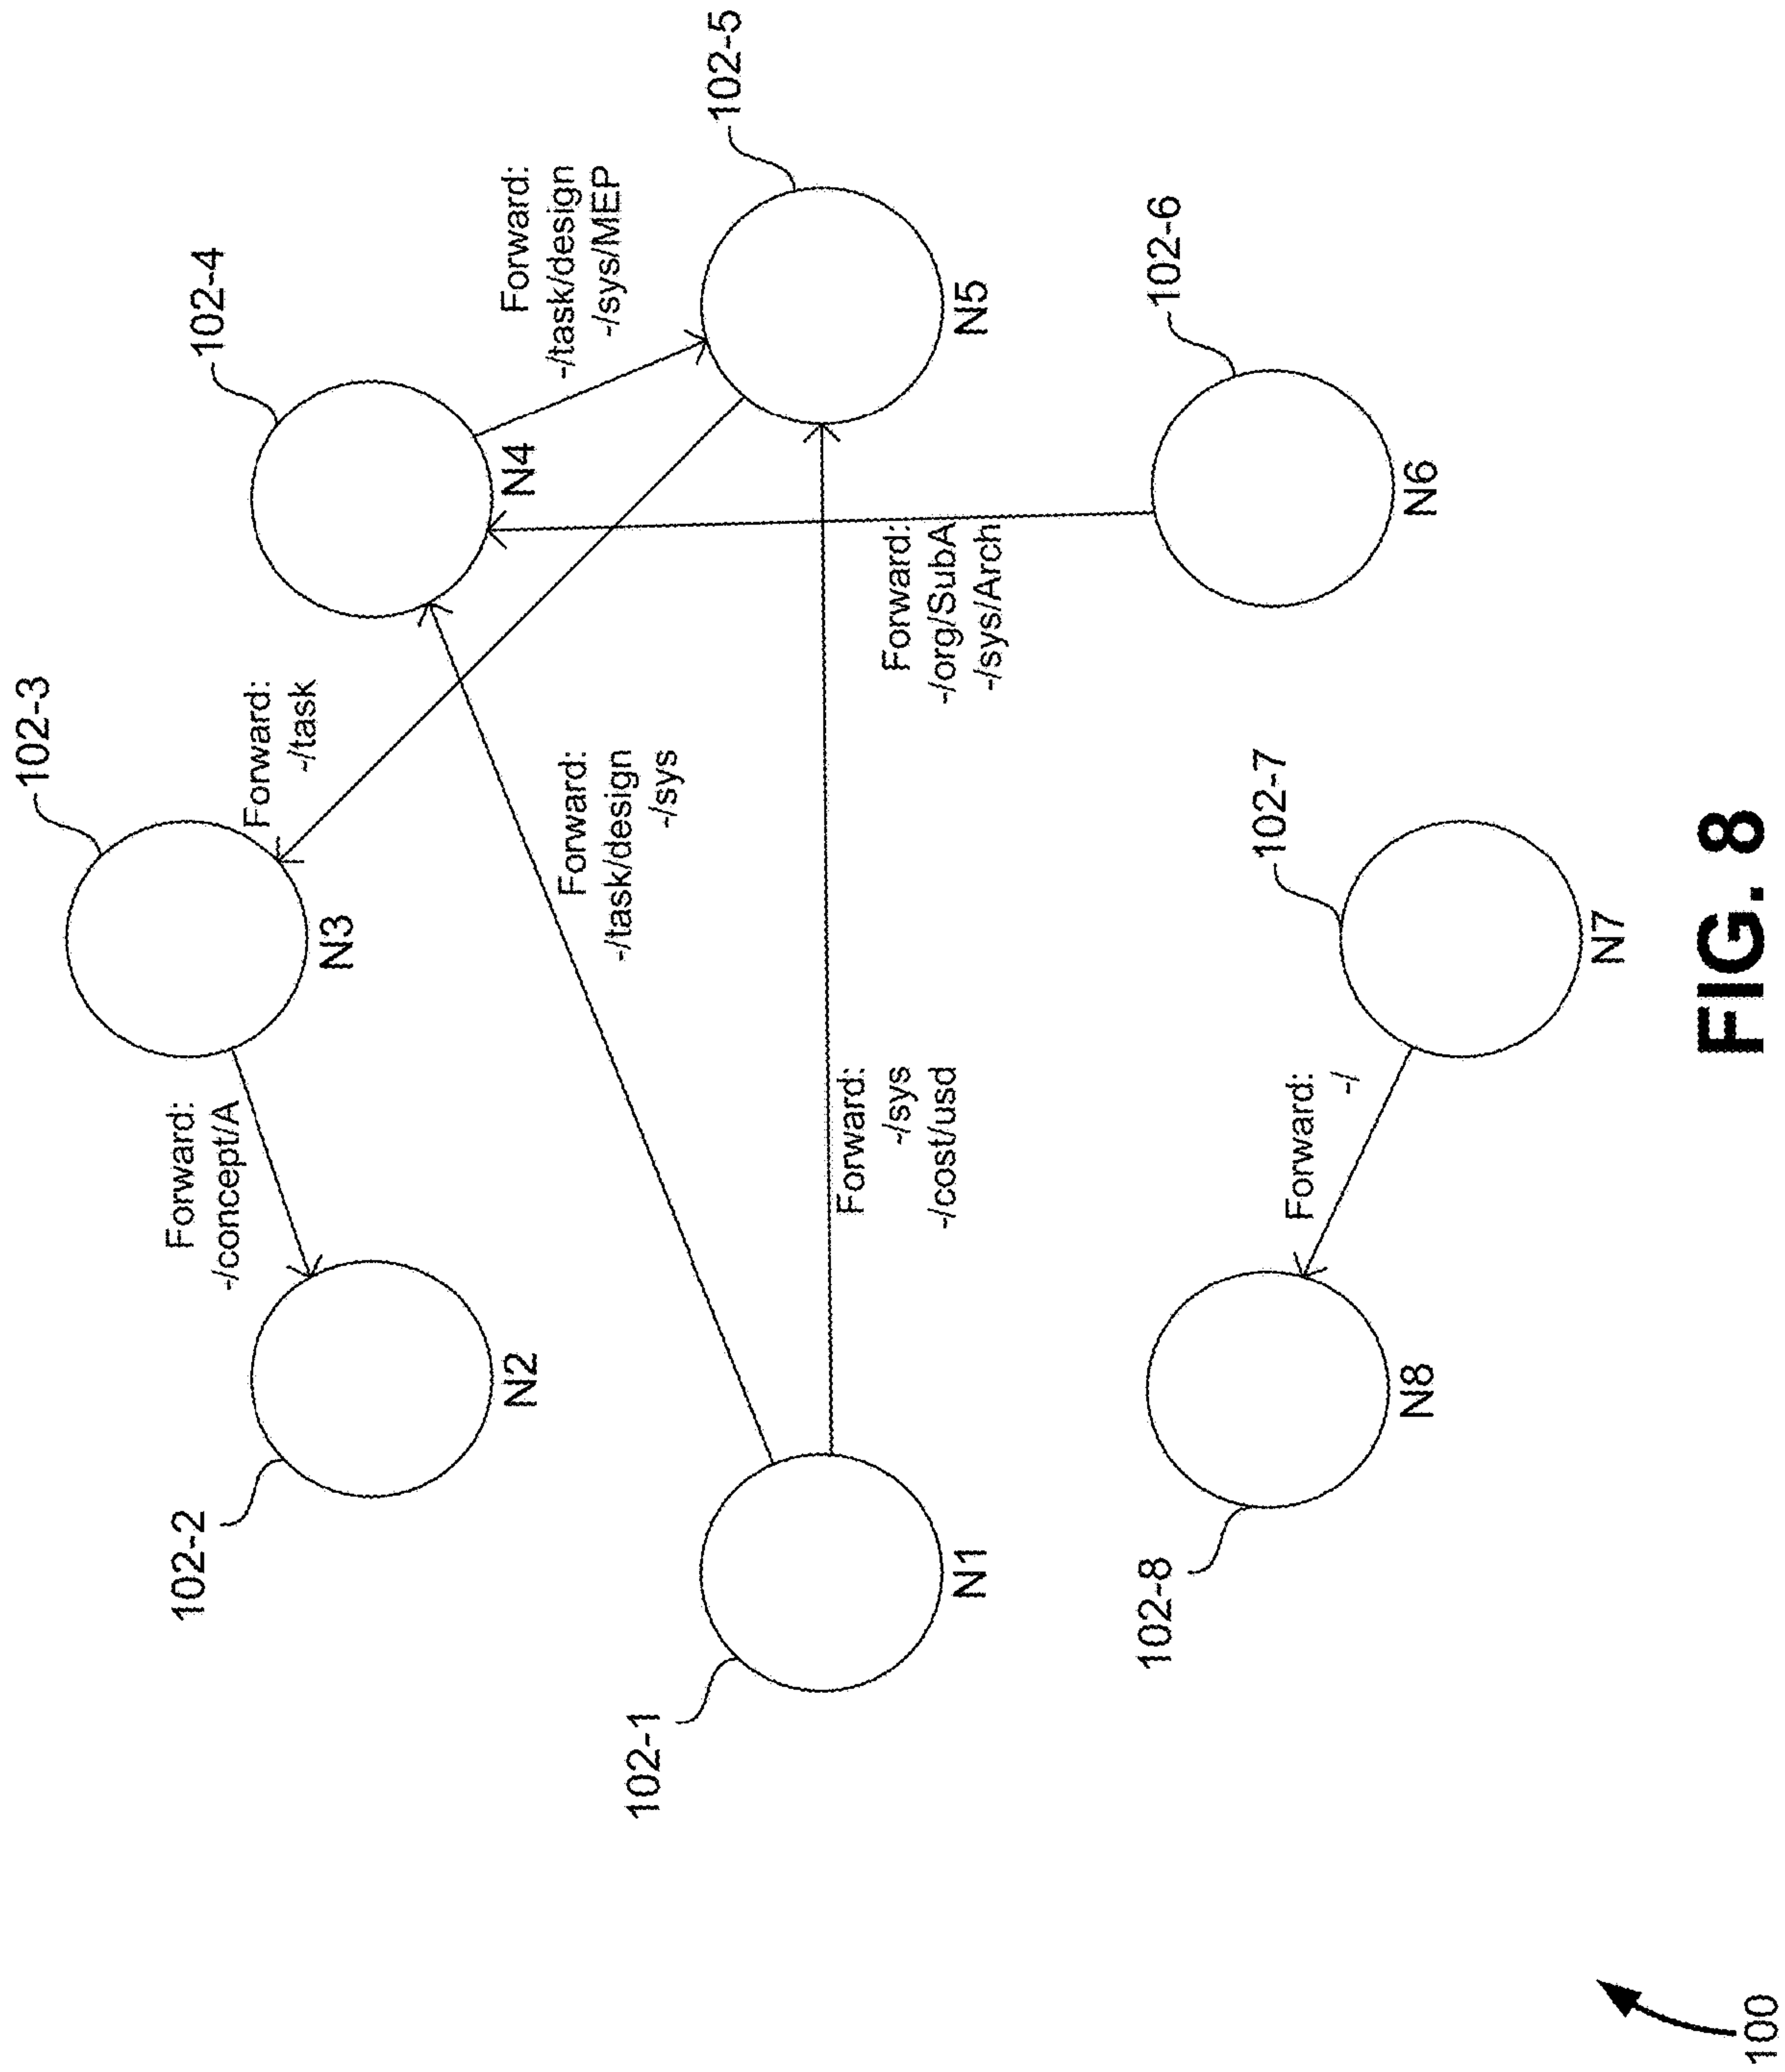 102-3
102-4
102-2
N3
Forward:
-/task
Forward:
-/concept/A
N4
Forward:
-/task/design
-/sys/MEP
N2
102-5
Forward:
-/task/design
-/sys
102-1
N5
N1
Forward:
-/sys
-/cost/usd
Forward:
-/org/SubA
-/sys/Arch
102-6
102-8
102-7
N6
Forward:
-/
N8
N7
100
FIG. 8